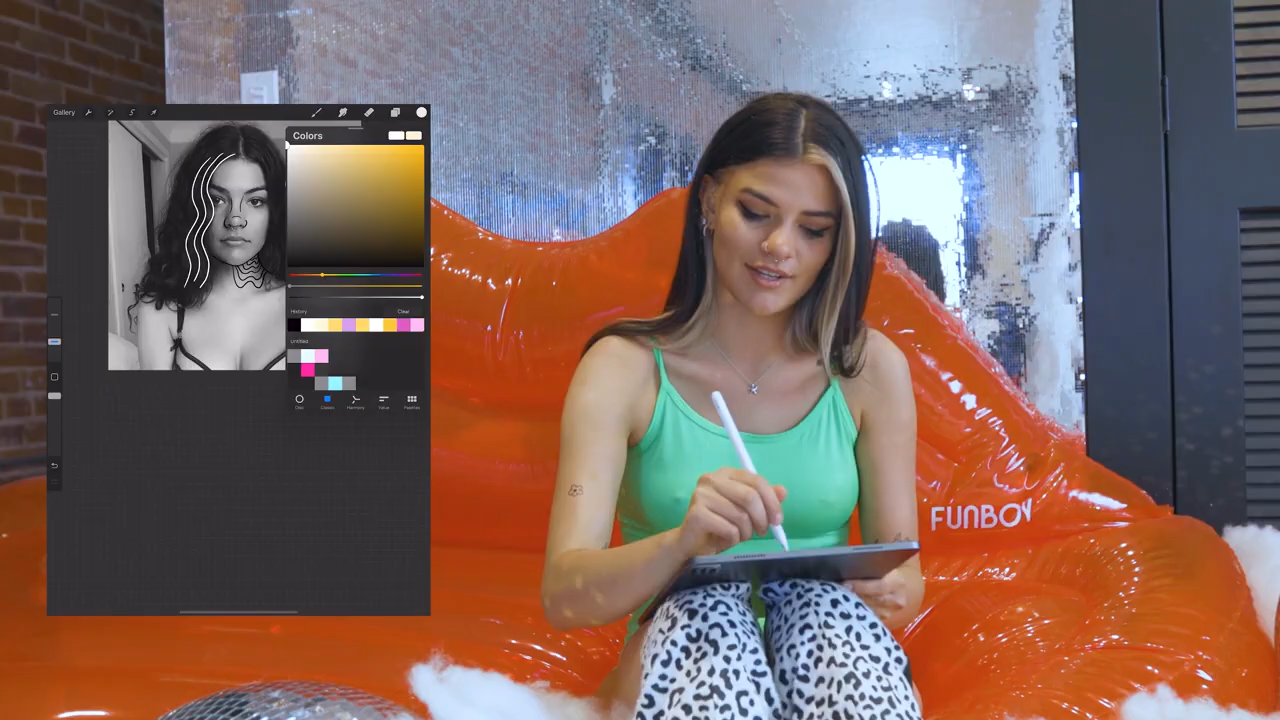 Gallery
Colors
History
Clear
Untitled
Disc
Classic
Harmony
Value
Palettes
FUNBOY